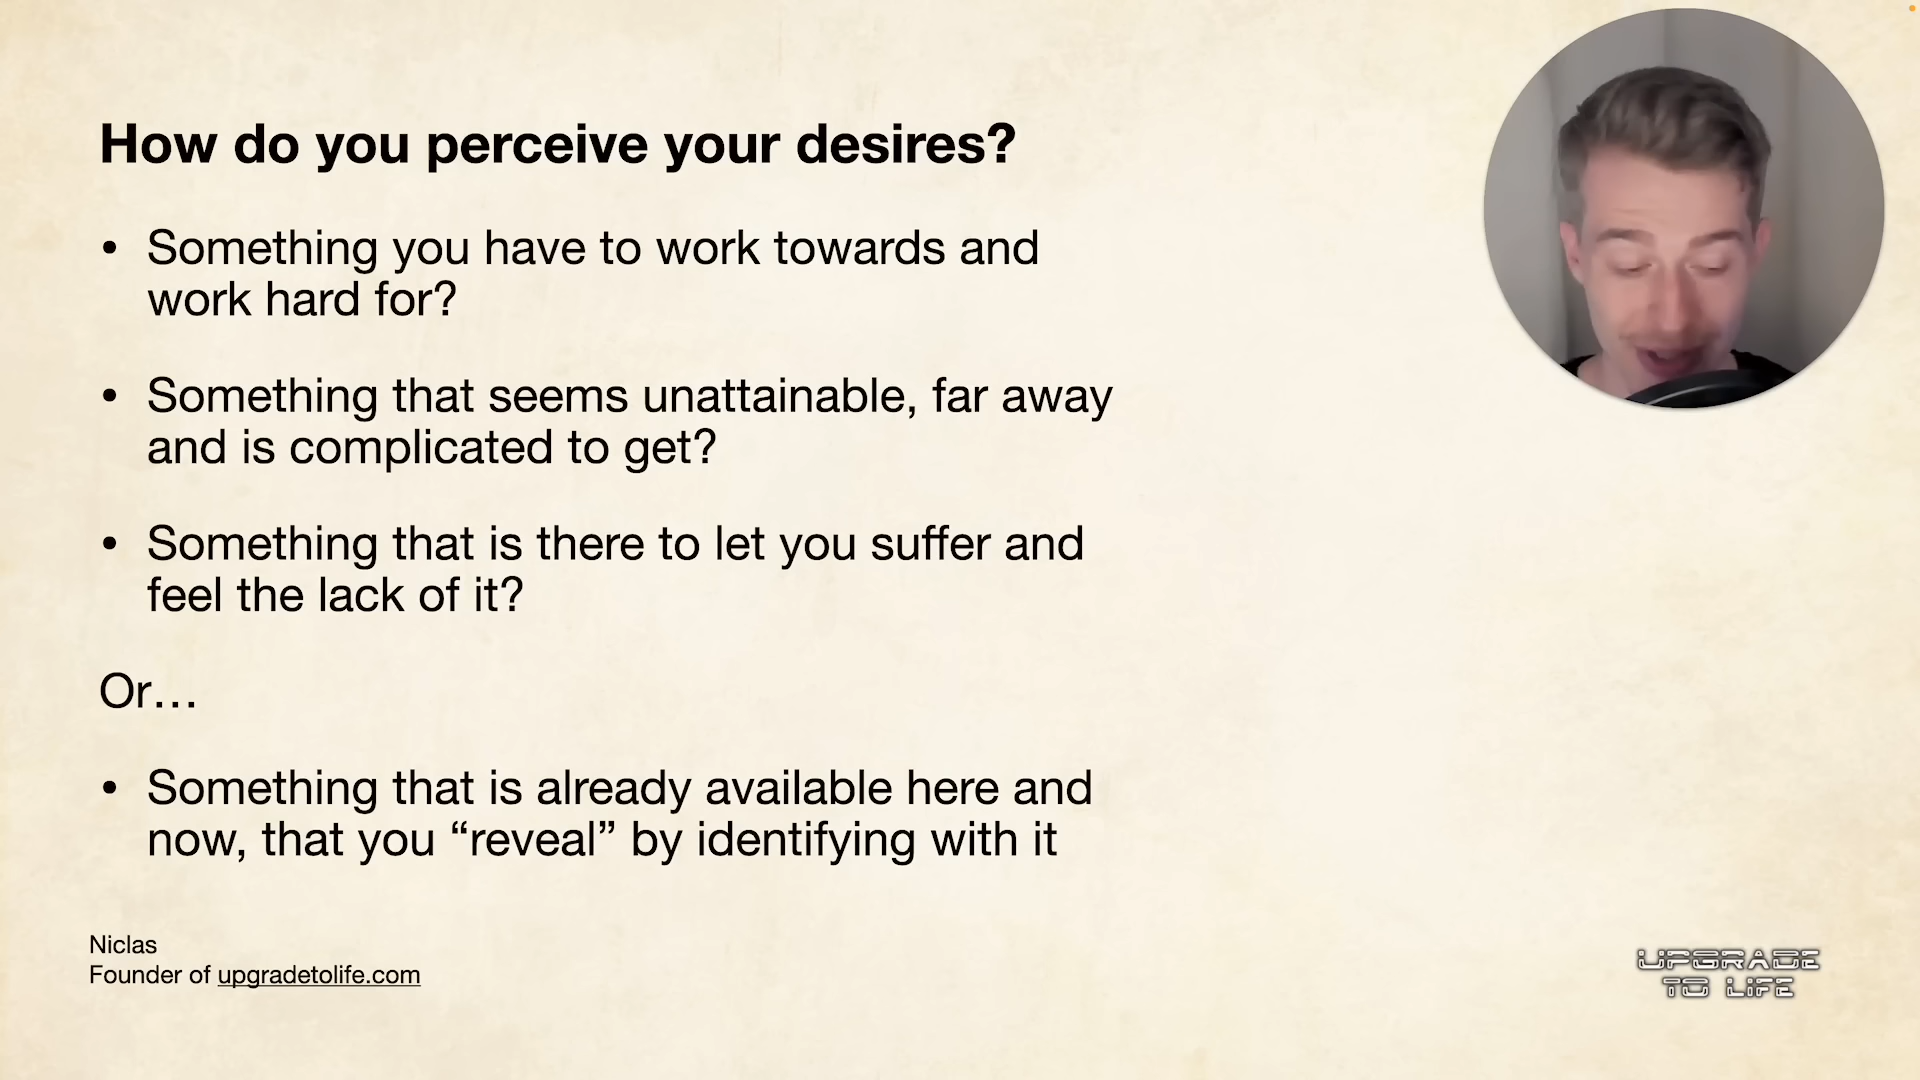 How do you perceive your desires?
• Something you have to work towards and
work hard for?
• Something that seems unattainable, far away
and is complicated to get?
• Something that is there to let you suffer and
feel the lack of it?
Or…
• Something that is already available here and
now, that you “reveal” by identifying with it
Niclas
Founder of upgradetolife.com
UPGRADE
TO LIFE